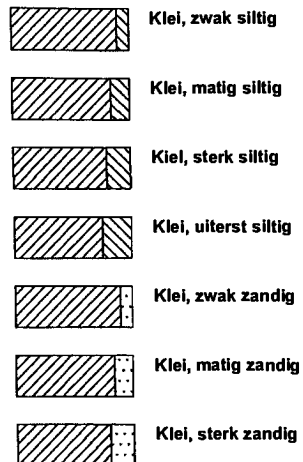 Klei, zwak siltig
Klei, matig siltig
Kiel, sterk siltig
Klei, uiterst siltig
Klei, zwak zandig
Klei, matig zandig
Klei, sterk zandig